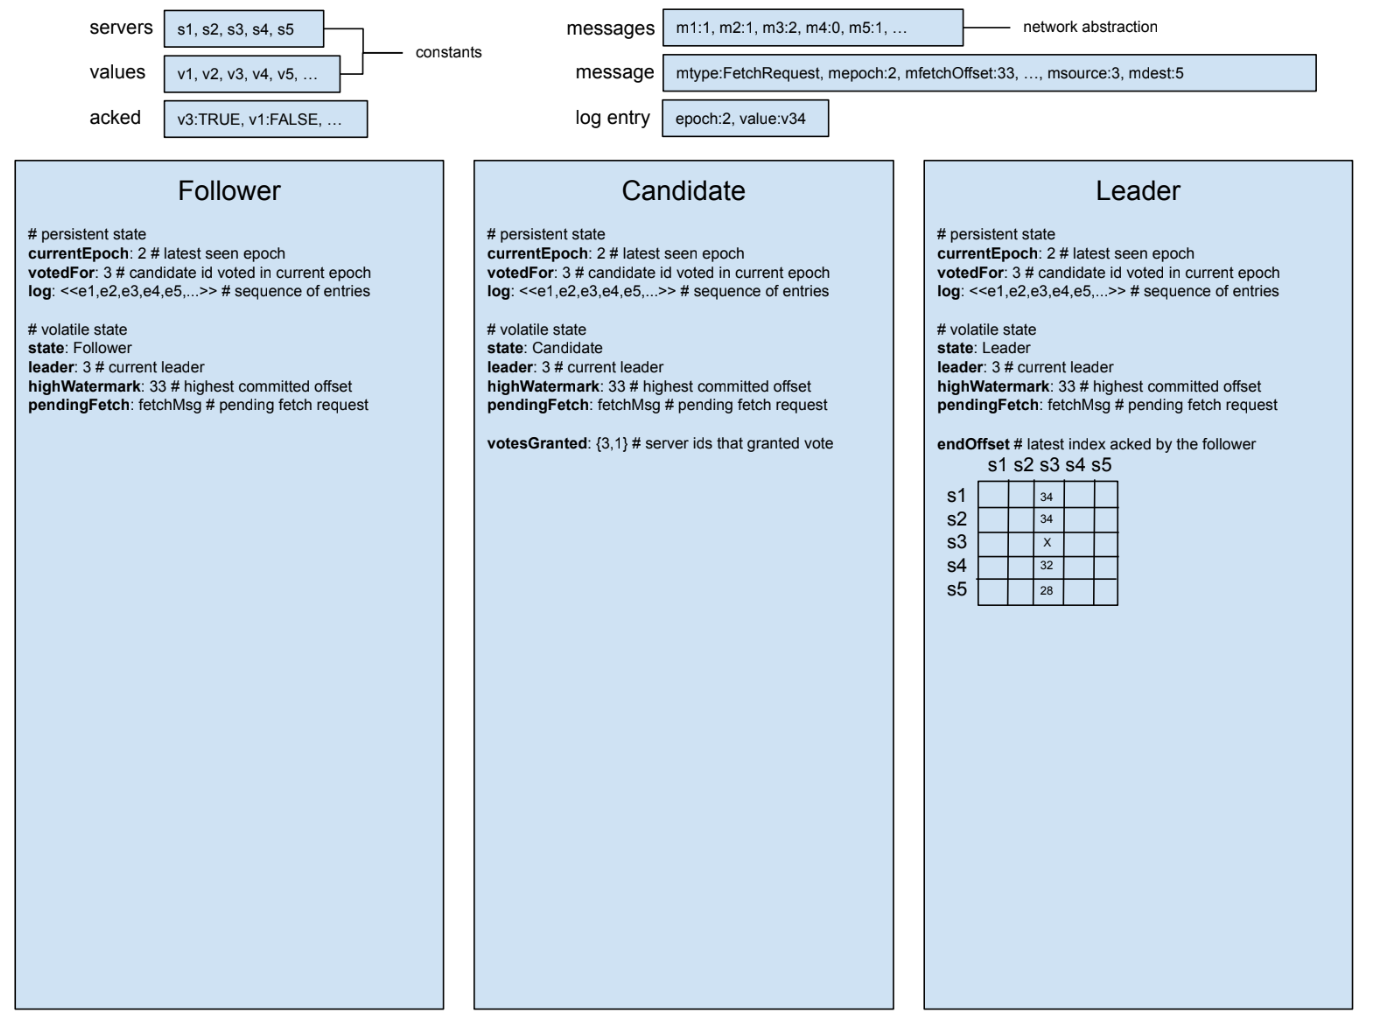 servers
s1, s2, s3, s4, s5
constants
values
v1, v2, v3, v4, v5, …
acked
v3:TRUE, v1:FALSE, …
messages
m1:1, m2:1, m3:2, m4:0, m5:1, …
network abstraction
message
mtype:FetchRequest, mepoch:2, mfetchOffset:33, …, msource:3, mdest:5
log entry
epoch:2, value:v34
Follower
# persistent state
currentEpoch: 2 # latest seen epoch
votedFor: 3 # candidate id voted in current epoch
log: <<e1,e2,e3,e4,e5,...>> # sequence of entries
# volatile state
state: Follower
leader: 3 # current leader
highWatermark: 33 # highest committed offset
pendingFetch: fetchMsg # pending fetch request
Candidate
# persistent state
currentEpoch: 2 # latest seen epoch
votedFor: 3 # candidate id voted in current epoch
log: <<e1,e2,e3,e4,e5,...>> # sequence of entries
# volatile state
state: Candidate
leader: 3 # current leader
highWatermark: 33 # highest committed offset
pendingFetch: fetchMsg # pending fetch request
votesGranted: {3,1} # server ids that granted vote
Leader
# persistent state
currentEpoch: 2 # latest seen epoch
votedFor: 3 # candidate id voted in current epoch
log: <<e1,e2,e3,e4,e5,...>> # sequence of entries
# volatile state
state: Leader
leader: 3 # current leader
highWatermark: 33 # highest committed offset
pendingFetch: fetchMsg # pending fetch request
endOffset # latest index acked by the follower
s1 s2 s3 s4 s5
s1 34
s2 34
s3 X
s4 32
s5 28